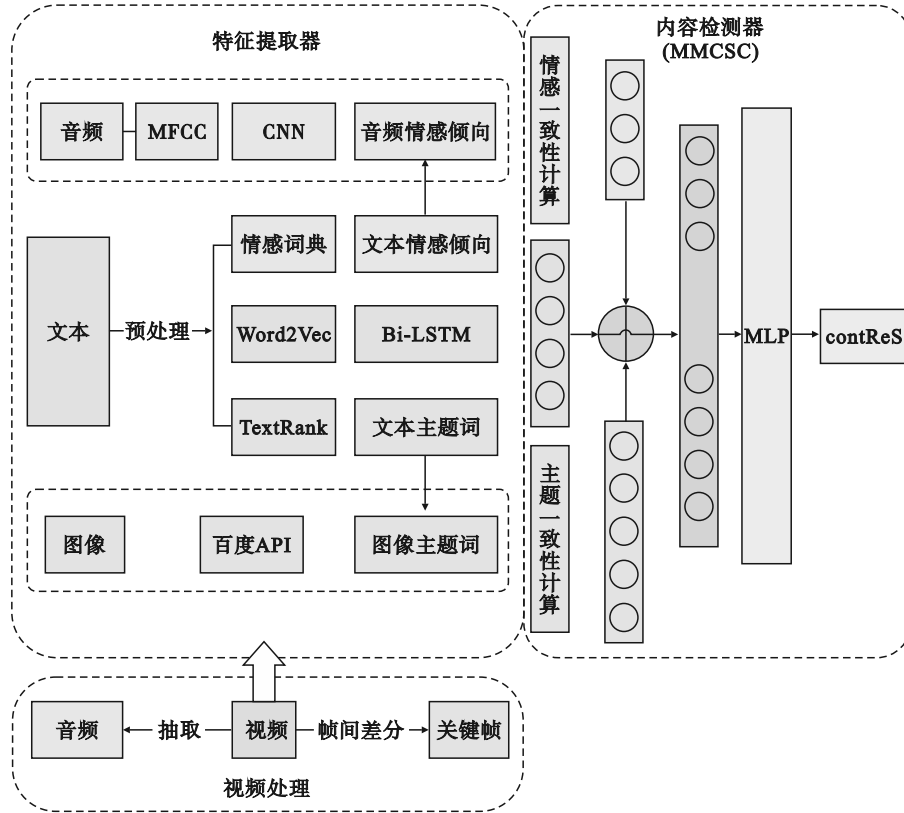 特征提取器
音频
MFCC
CNN
音频情感倾向
文本
预处理
情感词典
文本情感倾向
Word2Vec
Bi-LSTM
TextRank
文本主题词
图像
百度API
图像主题词
内容检测器
(MMCSC)
情感一致性计算
主题一致性计算
MLP
contReS
音频
抽取
视频
帧间差分
关键帧
视频处理